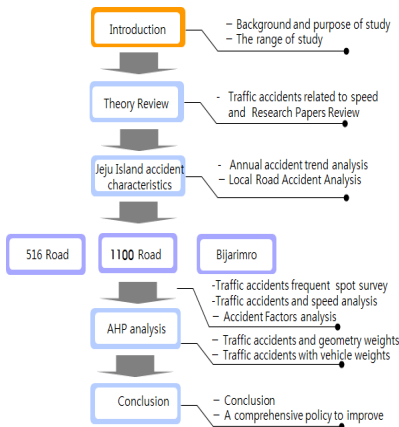 Introduction
– Background and purpose of study
– The range of study
Theory Review
- Traffic accidents related to speed
and Research Papers Review
Jeju Island accident
characteristics
- Annual accident trend analysis
– Local Road Accident Analysis
516 Road
1100 Road
Bijarimro
-Traffic accidents frequent spot survey
-Traffic accidents and speed analysis
– Accident Factors analysis
AHP analysis
– Traffic accidents and geometry weights
– Traffic accidents with vehicle weights
Conclusion
– Conclusion
– A comprehensive policy to improve